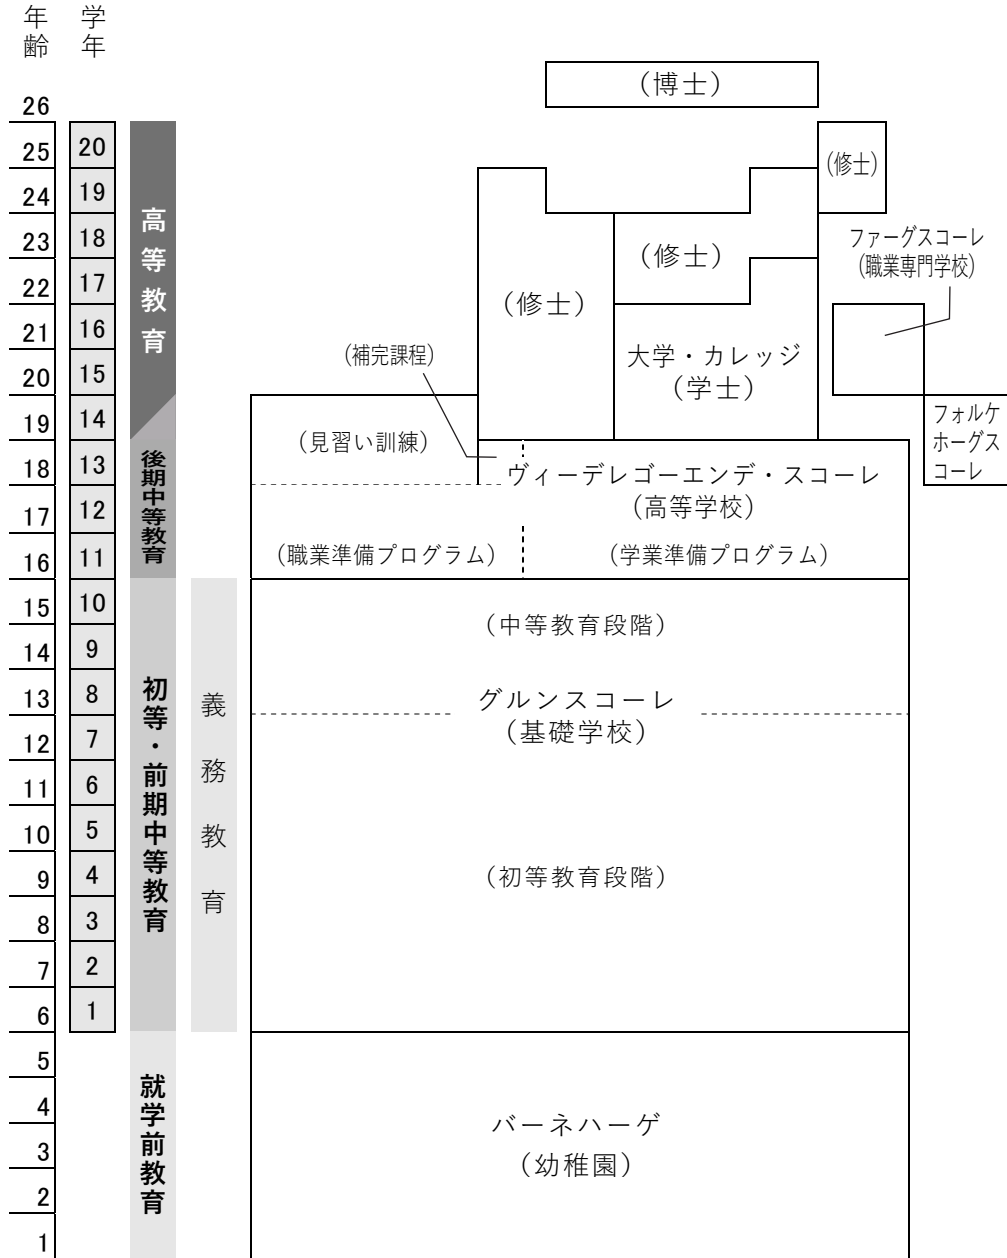 年齢
学年
26
25
24
23
22
21
20
19
18
17
16
15
14
13
12
11
10
9
8
7
6
5
4
3
2
1
20
19
18
17
16
15
14
13
12
11
10
9
8
7
6
5
4
3
2
1
高等教育
後期中等教育
初等・前期中等教育
就学前教育
義務教育
（博士）
（修士）
（修士）
（修士）
ファーグスコーレ
（職業専門学校）
大学・カレッジ
（学士）
（補完課程）
（見習い訓練）
フォルケ
ホーグス
コーレ
ヴィーデレゴーエンデ・スコーレ
（高等学校）
（職業準備プログラム）
（学業準備プログラム）
（中等教育段階）
グルンスコーレ
（基礎学校）
（初等教育段階）
バーネハーゲ
（幼稚園）